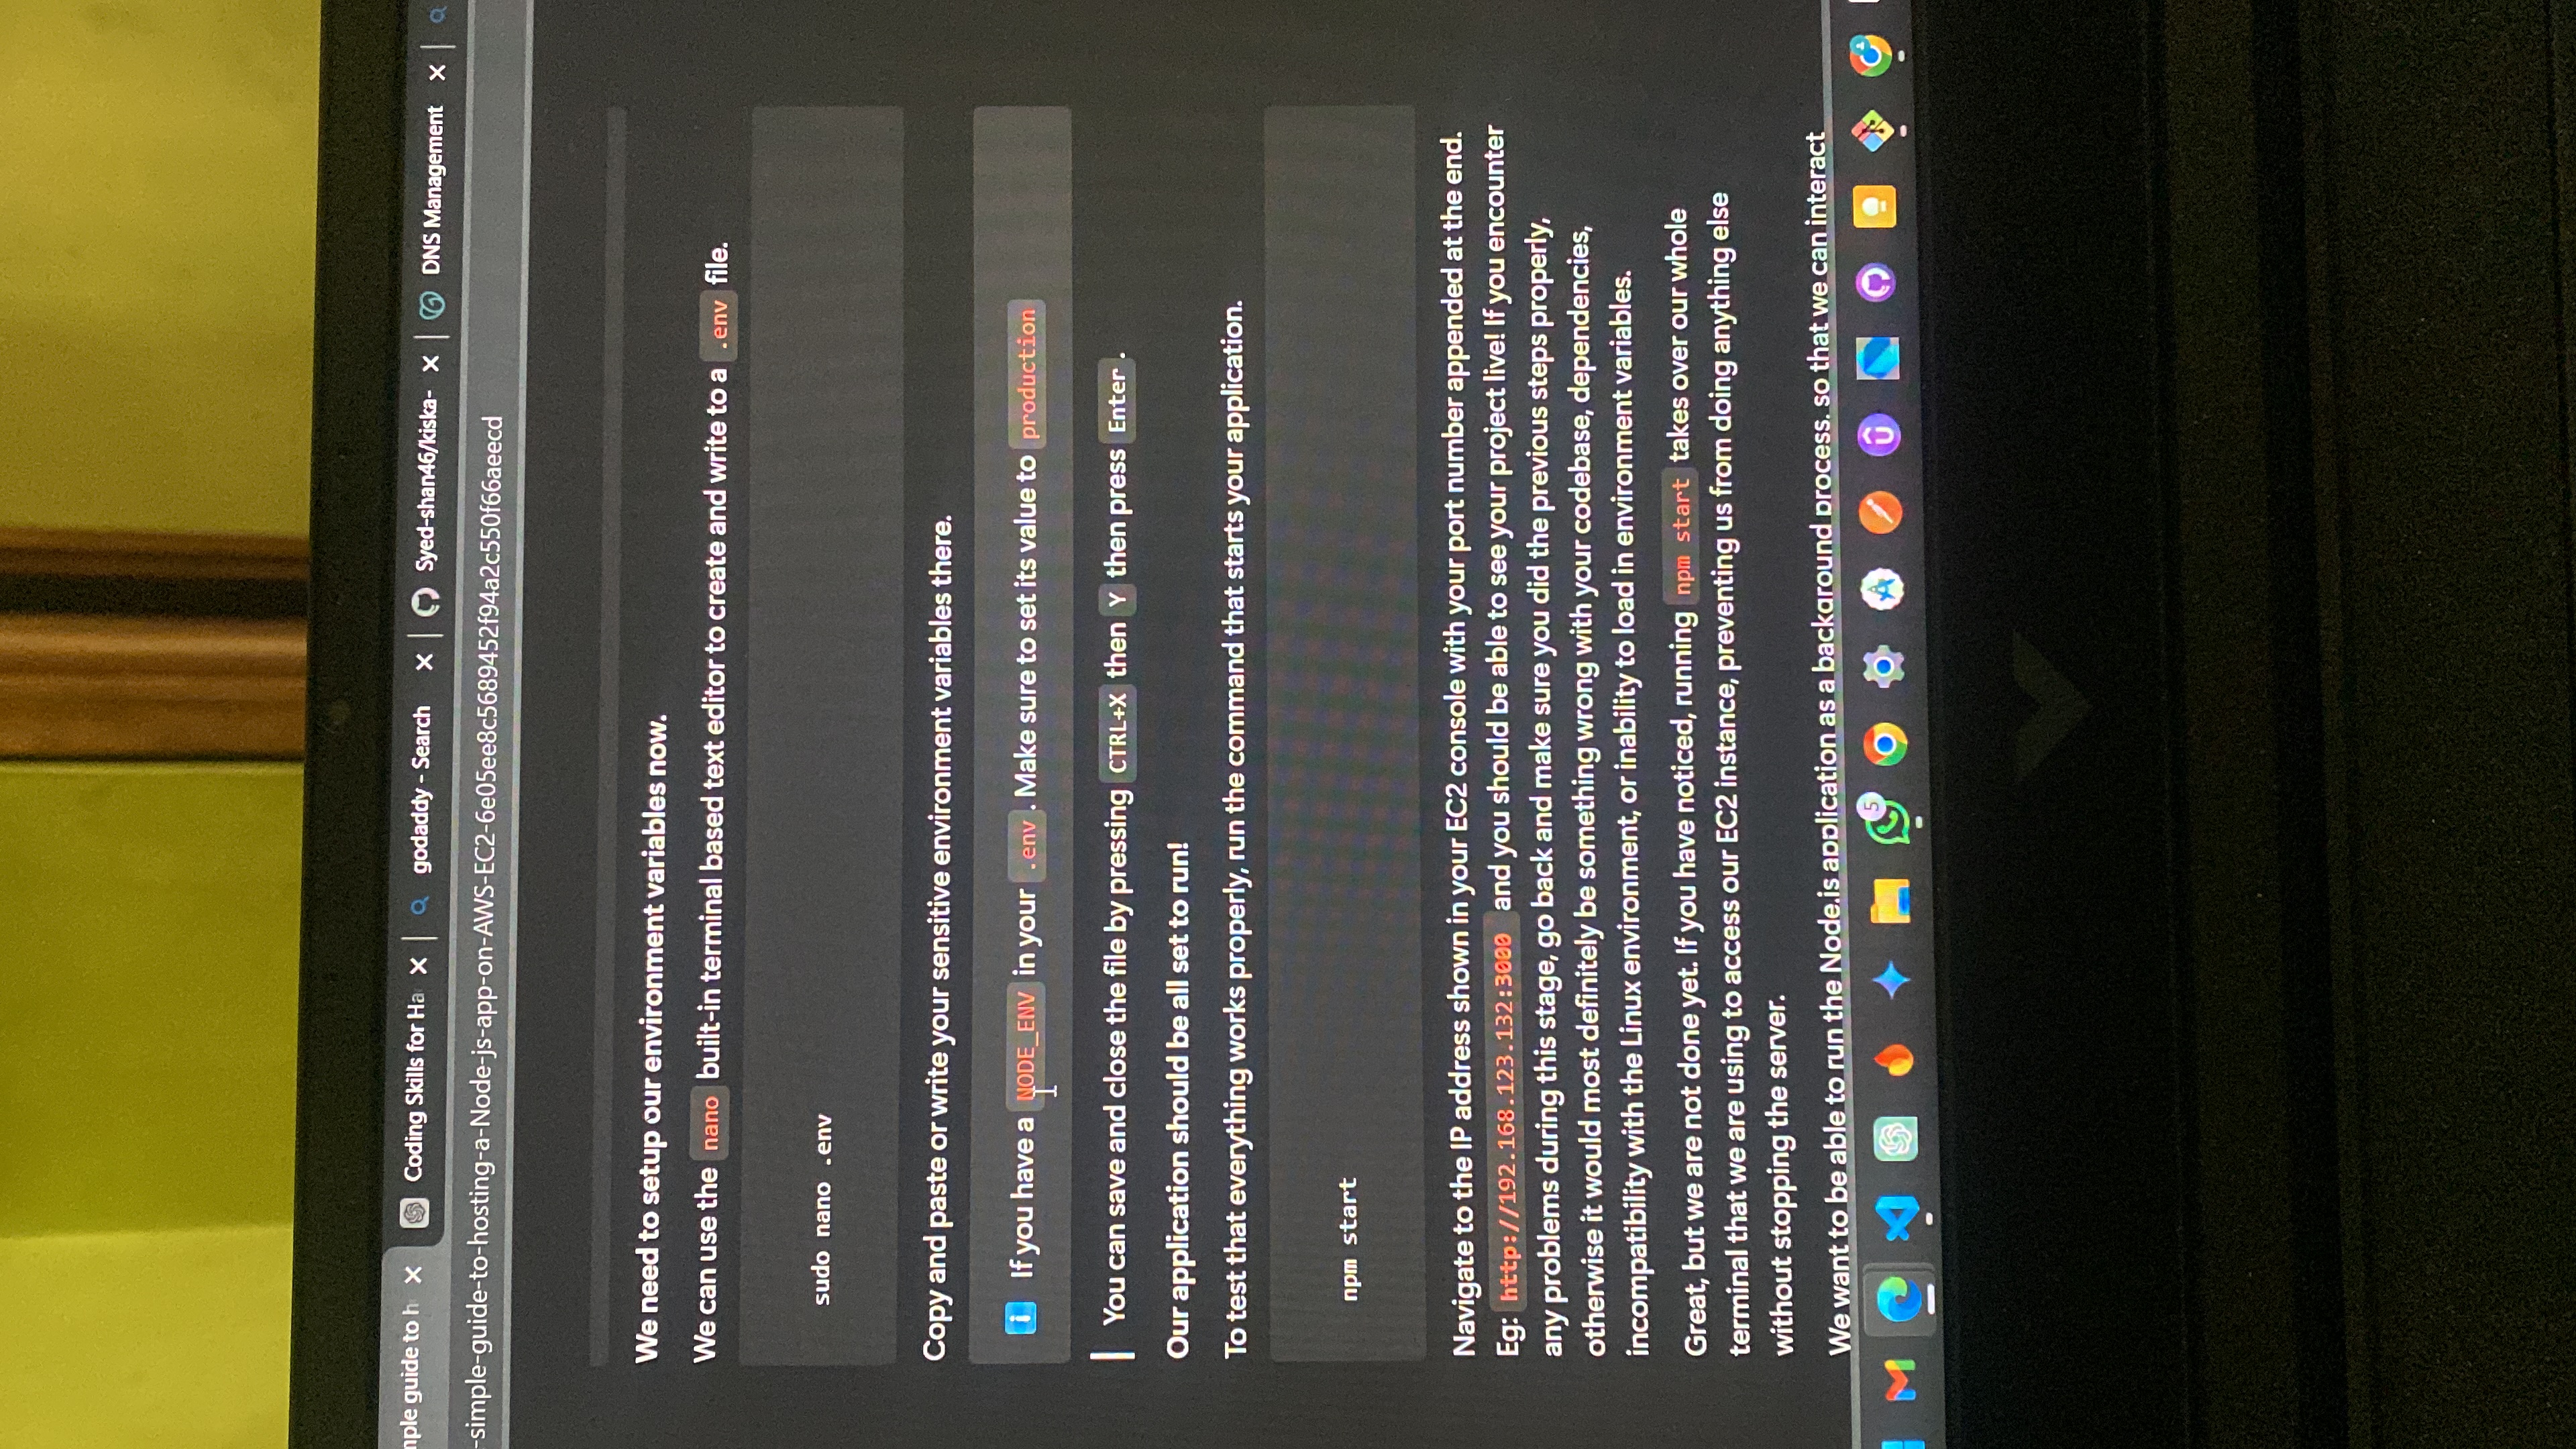 mple guide to h
Coding Skills for Ha
godaddy - Search
Syed-shan46/kiska-
DNS Management
-simple-guide-to-hosting-a-Node-js-app-on-AWS-EC2-6e05ee8c5689452f94a2c550f66aeecd
We need to setup our environment variables now.
We can use the nano built-in terminal based text editor to create and write to a .env file.
sudo nano .env
Copy and paste or write your sensitive environment variables there.
If you have a NODE_ENV in your .env. Make sure to set its value to production
You can save and close the file by pressing CTRL+X then Y then press Enter.
Our application should be all set to run!
To test that everything works properly, run the command that starts your application.
npm start
Navigate to the IP address shown in your EC2 console with your port number appended at the end.
Eg: http://192.168.123.132:3000 and you should be able to see your project live! If you encounter
any problems during this stage, go back and make sure you did the previous steps properly,
otherwise it would most definitely be something wrong with your codebase, dependencies,
incompatibility with the Linux environment, or inability to load in environment variables.
Great, but we are not done yet. If you have noticed, running npm start takes over our whole
terminal that we are using to access our EC2 instance, preventing us from doing anything else
without stopping the server.
We want to be able to run the Node.js application as a background process, so that we can interact
5